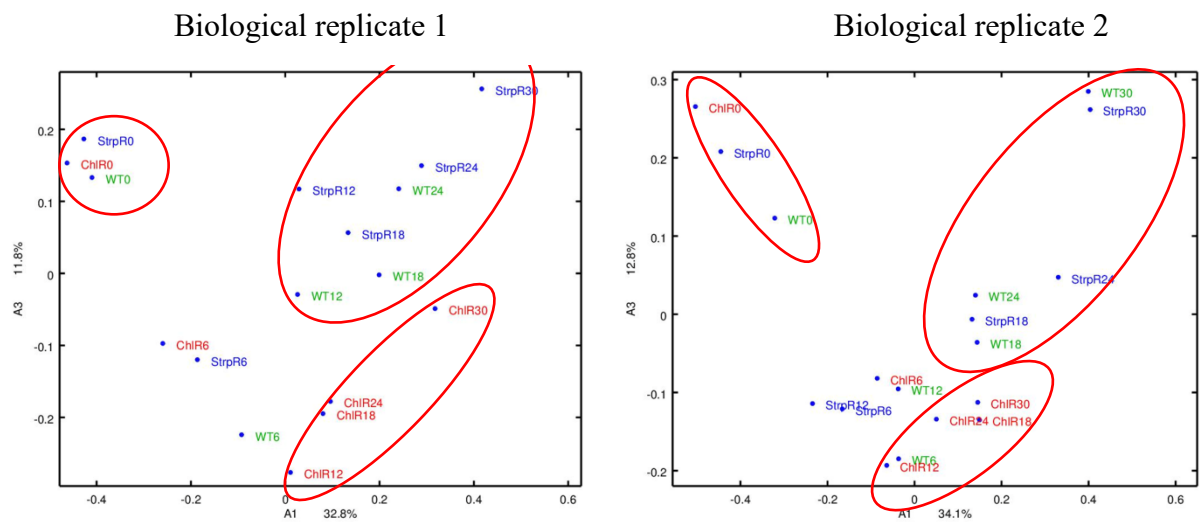 Biological replicate 1
StrpR30
0.2
StrpR0
ChlR0
WT0
StrpR24
StrpR12
WT24
0.1
StrpR18
11.8%
0
WT18
WT12
A3
ChlR30
-0.1
ChlR6
StrpR6
ChlR24
ChlR18
-0.2
WT6
ChlR12
-0.4
-0.2
0
0.2
0.4
0.6
A1
32.8%
Biological replicate 2
0.3
WT30
StrpR30
ChlR0
0.2
StrpR0
WT0
0.1
12.8%
StrpR24
WT24
0
StrpR18
A3
WT18
ChlR6
WT12
-0.1
StrpR12
StrpR6
ChlR30
ChlR24
ChlR18
WT6
ChlR12
-0.2
-0.4
-0.2
0
0.2
0.4
0.6
A1
34.1%